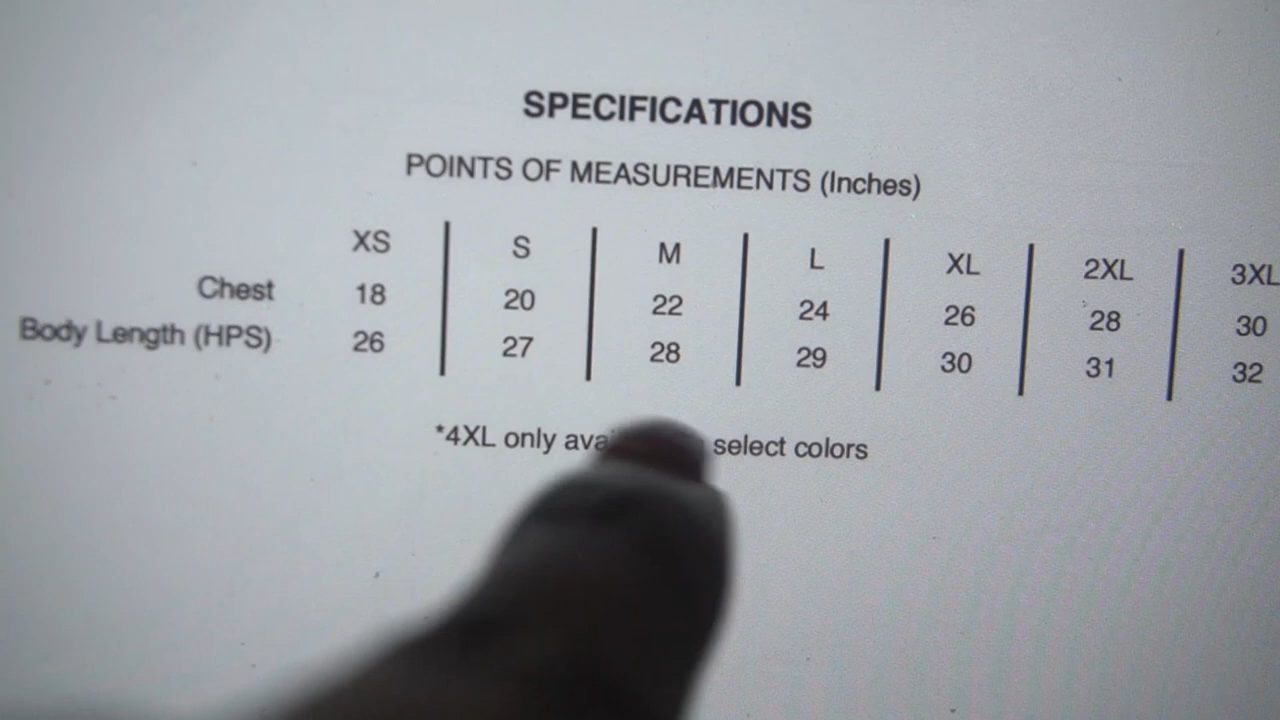 SPECIFICATIONS
POINTS OF MEASUREMENTS (Inches)
XS S M L XL 2XL 3XL
Chest 18 20 22 24 26 28 30
Body Length (HPS) 26 27 28 29 30 31 32
*4XL only select colors